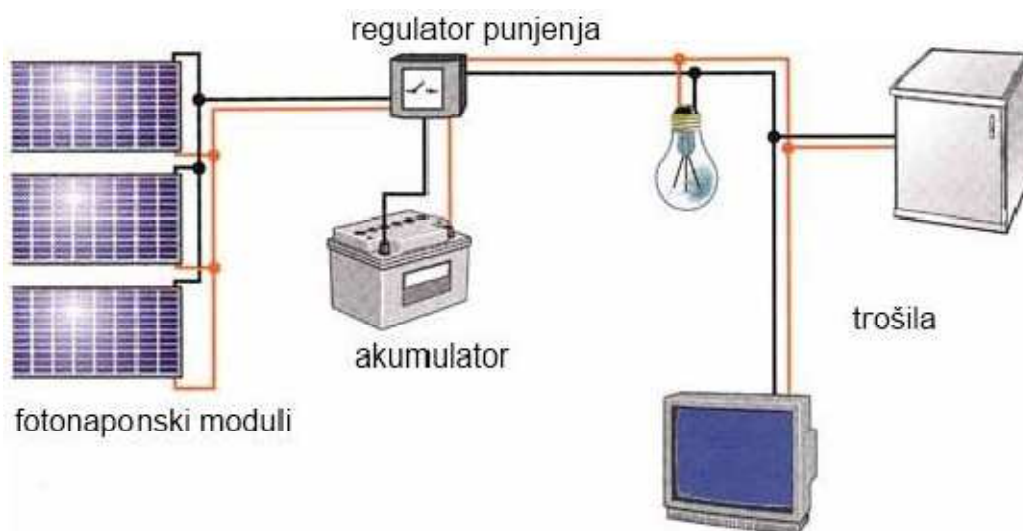 regulator punjenja
akumulator
trošila
fotonaponski moduli